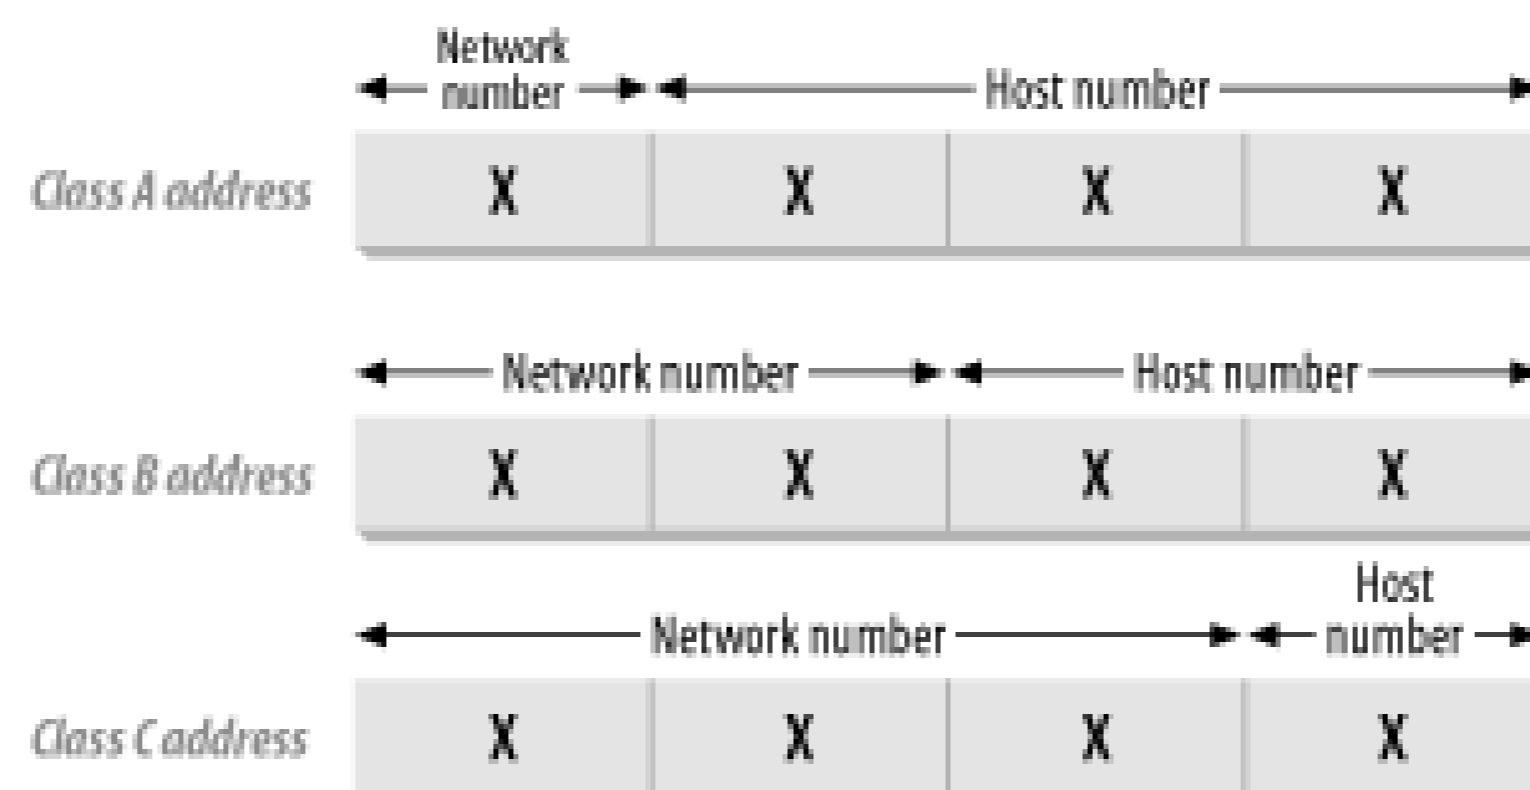 Network
number
Host number
Class A address
X X X X
Network number
Host number
Class B address
X X X X
Network number
Host
number
Class C address
X X X X